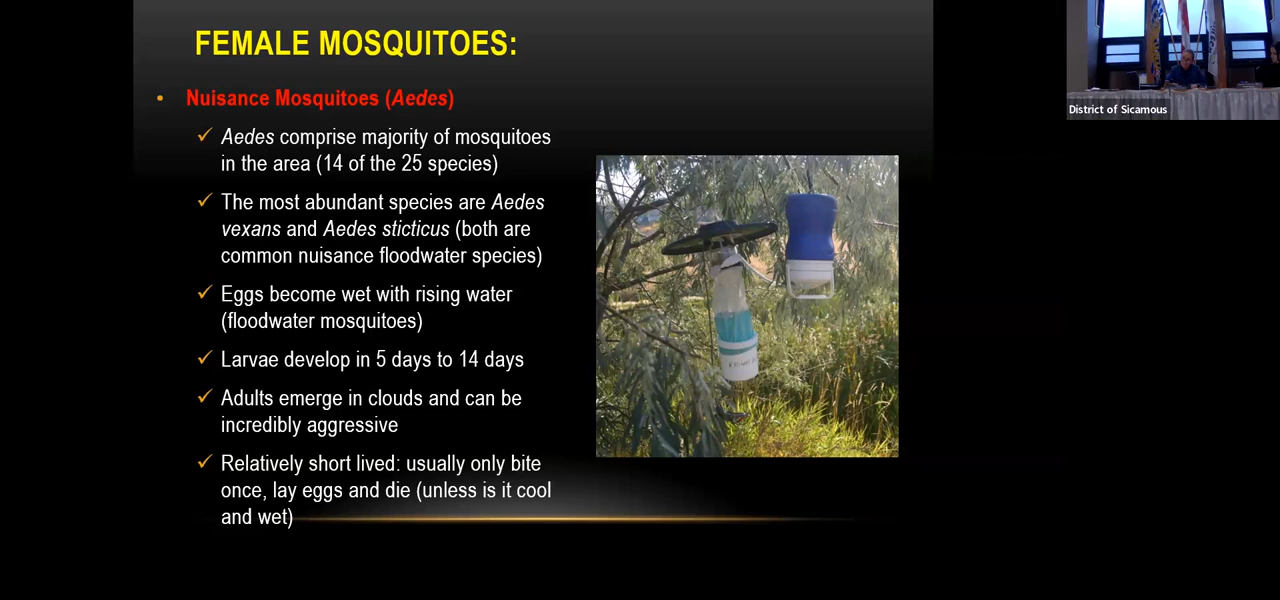 FEMALE MOSQUITOES:
• Nuisance Mosquitoes (Aedes)
✓ Aedes comprise majority of mosquitoes
in the area (14 of the 25 species)
✓ The most abundant species are Aedes
vexans and Aedes sticticus (both are
common nuisance floodwater species)
✓ Eggs become wet with rising water
(floodwater mosquitoes)
✓ Larvae develop in 5 days to 14 days
✓ Adults emerge in clouds and can be
incredibly aggressive
✓ Relatively short lived: usually only bite
once, lay eggs and die (unless is it cool
and wet)
District of Sicamous